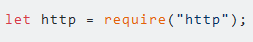 let http = require("http");